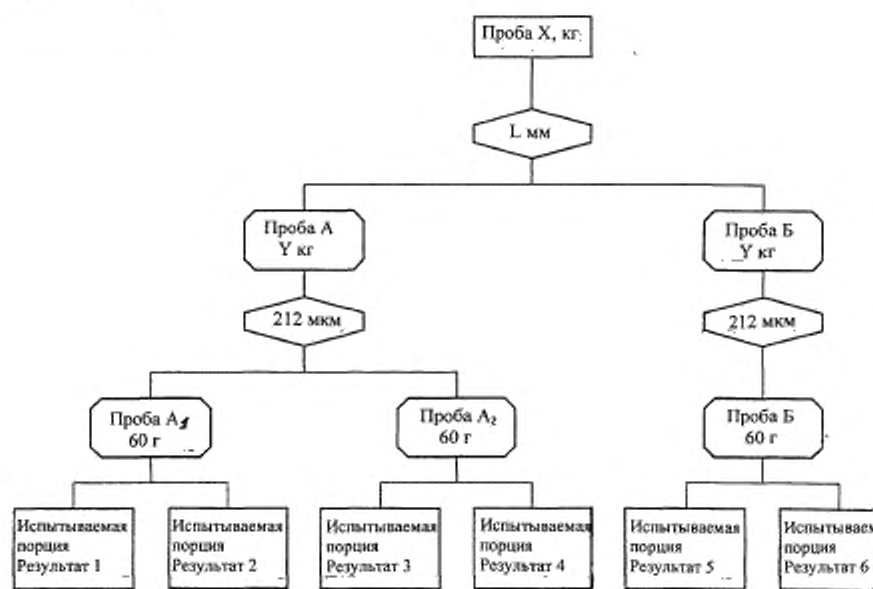 Проба X, кг
L мм
Проба А
Y кг
Проба Б
Y кг
212 мкм
212 мкм
Проба А₁
60 г
Проба А₂
60 г
Проба Б
60 г
Испытываемая
порция
Результат 1
Испытываемая
порция
Результат 2
Испытываемая
порция
Результат 3
Испытываемая
порция
Результат 4
Испытываемая
порция
Результат 5
Испытываем
порция
Результат 6